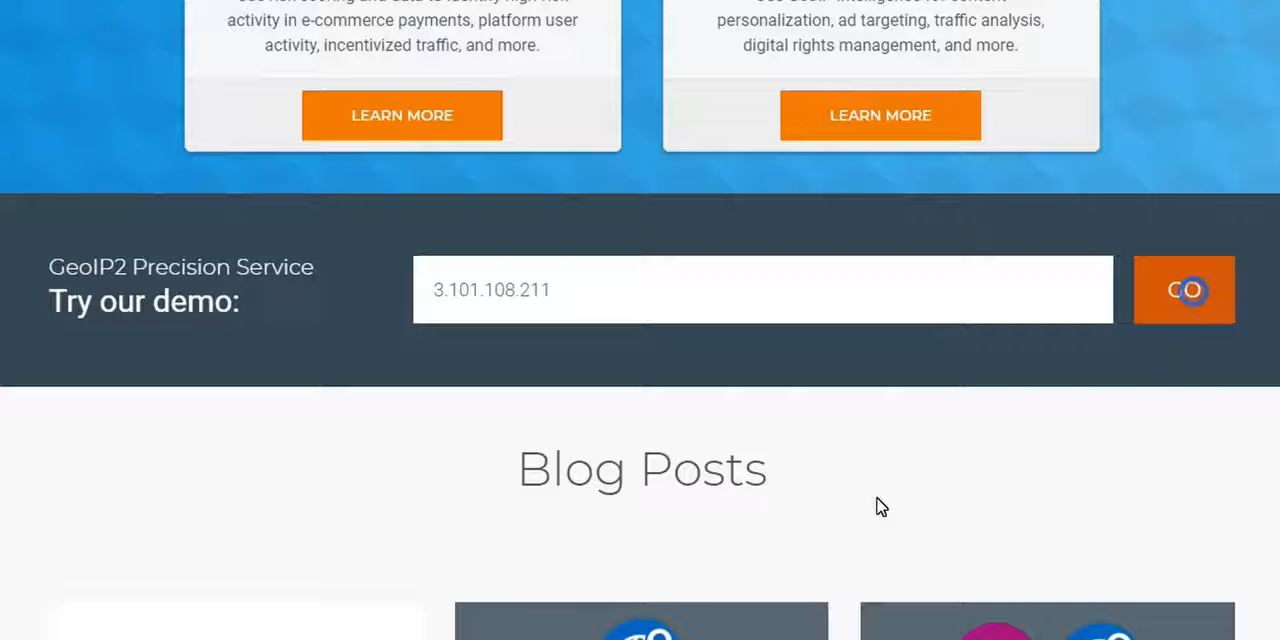 activity in e-commerce payments, platform user
activity, incentivized traffic, and more.
LEARN MORE
personalization, ad targeting, traffic analysis,
digital rights management, and more.
LEARN MORE
GeoIP2 Precision Service
Try our demo:
3.101.108.211
GO
Blog Posts